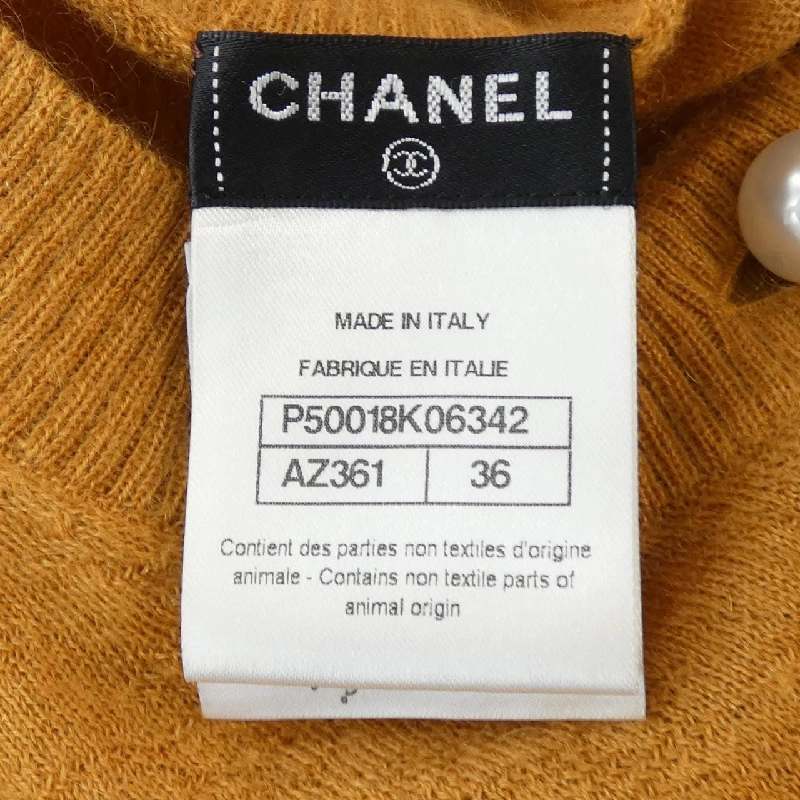 CHANEL
MADE IN ITALY
FABRIQUE EN ITALIE
P50018K06342
AZ361 36
Contient des parties non textiles d'origine
animale - Contains non textile parts of
animal origin